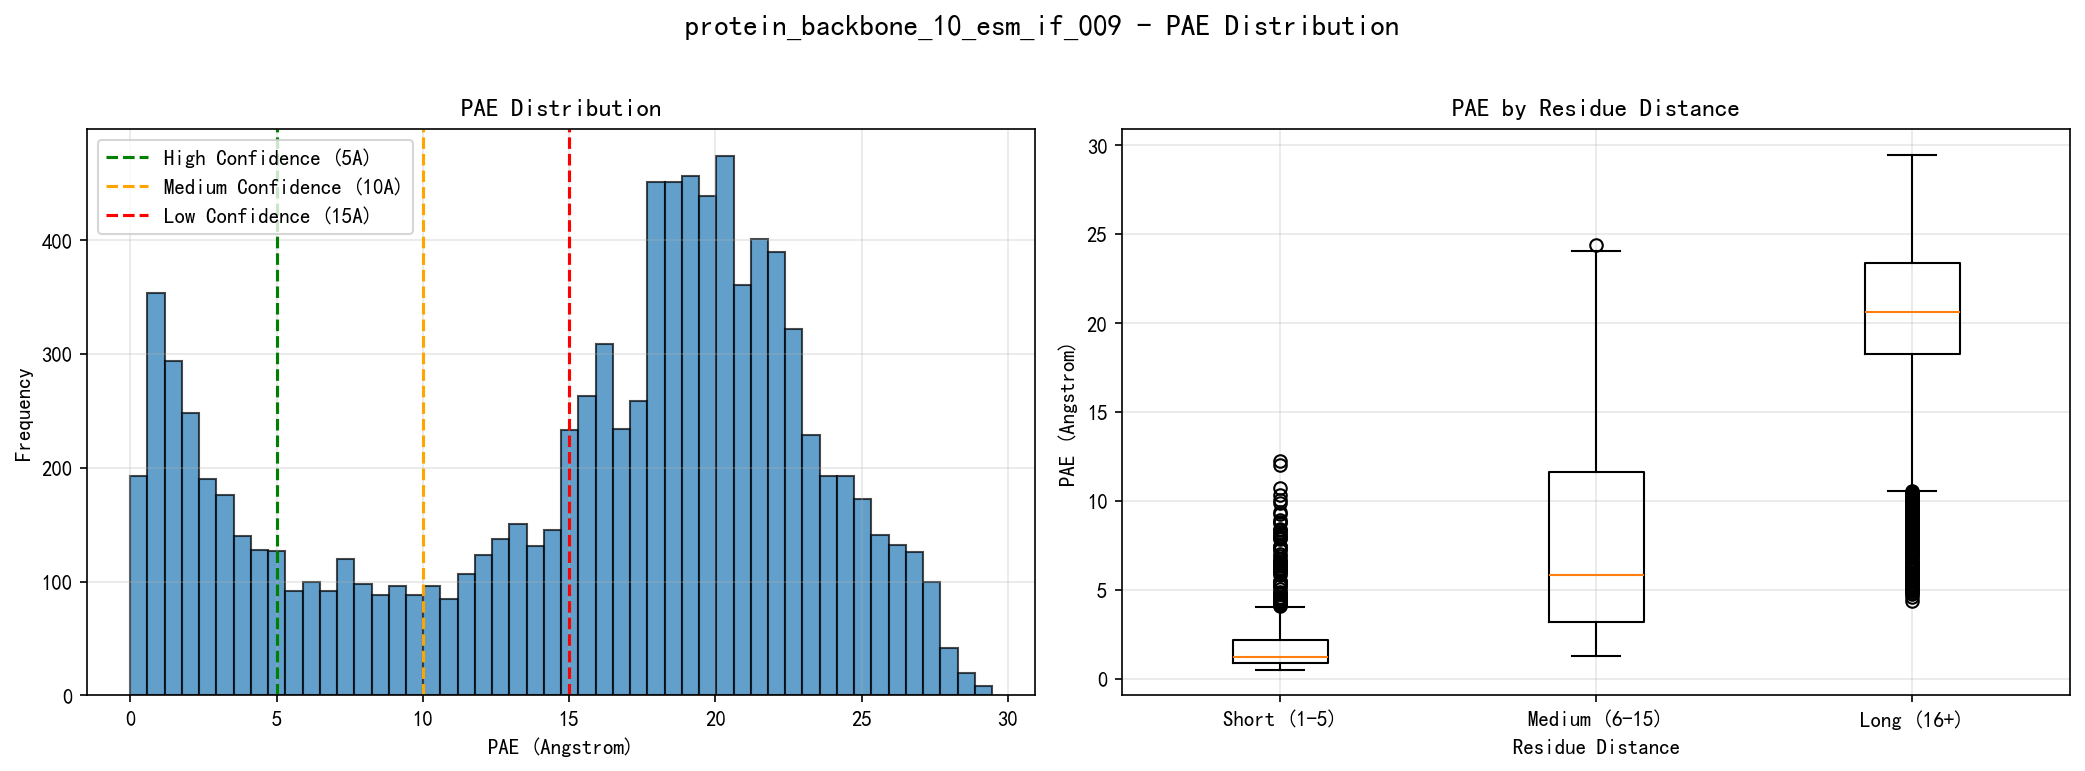 protein_backbone_10_esm_if_009 - PAE Distribution
PAE Distribution
High Confidence (5A)
Medium Confidence (10A)
Low Confidence (15A)
Frequency
400
300
200
100
0
0 5 10 15 20 25 30
PAE (Angstrom)
PAE by Residue Distance
PAE (Angstrom)
30
25
20
15
10
5
0
Short (1-5) Medium (6-15) Long (16+)
Residue Distance